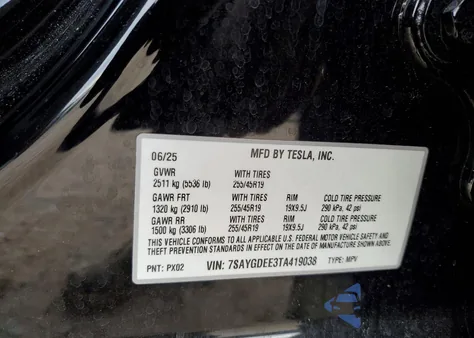 06/25 MFD BY TESLA, INC.
GVWR WITH TIRES
2511 kg (5536 lb) 255/45R19
GAWR FRT WITH TIRES RIM COLD TIRE PRESSURE
1320 kg (2910 lb) 255/45R19 19X9.5J 290 kPa, 42 psi
GAWR RR WITH TIRES RIM COLD TIRE PRESSURE
1500 kg (3306 lb) 255/45R19 19X9.5J 290 kPa, 42 psi
THIS VEHICLE CONFORMS TO ALL APPLICABLE U.S. FEDERAL MOTOR VEHICLE SAFETY AND
THEFT PREVENTION STANDARDS IN EFFECT ON THE DATE OF MANUFACTURE SHOWN ABOVE.
PNT: PX02 VIN: 7SAYGDEE3TA419038 TYPE: MPV